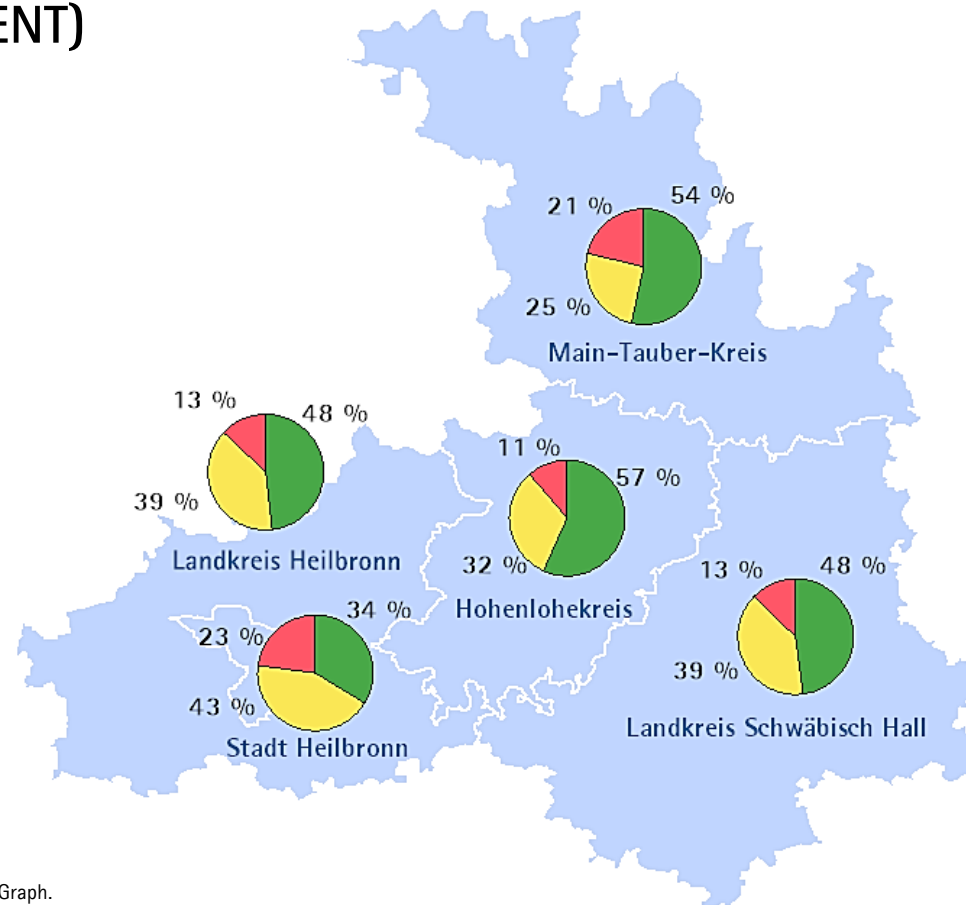 ENT)
54 %
21 %
25 %
Main-Tauber-Kreis
13 %
48 %
39 %
Landkreis Heilbronn
11 %
57 %
32 %
Hohenlohekreis
13 %
48 %
39 %
Landkreis Schwäbisch Hall
34 %
23 %
43 %
Stadt Heilbronn
Graph.